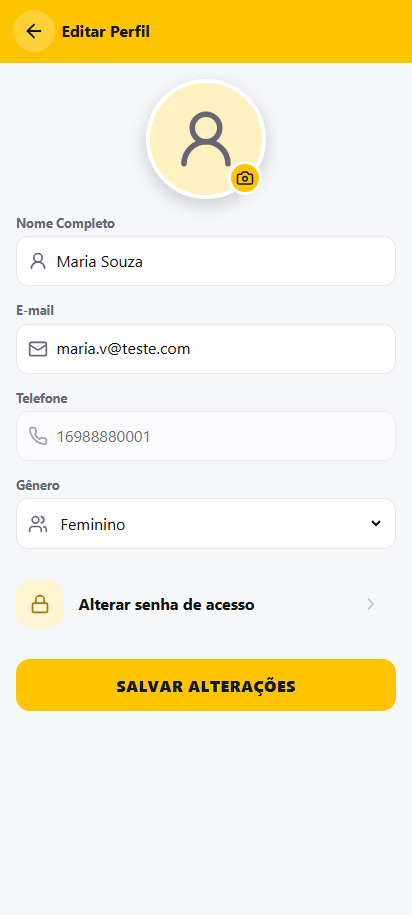 Editar Perfil
Nome Completo
Maria Souza
E-mail
maria.v@teste.com
Telefone
16988880001
Gênero
Feminino
Alterar senha de acesso
SALVAR ALTERAÇÕES